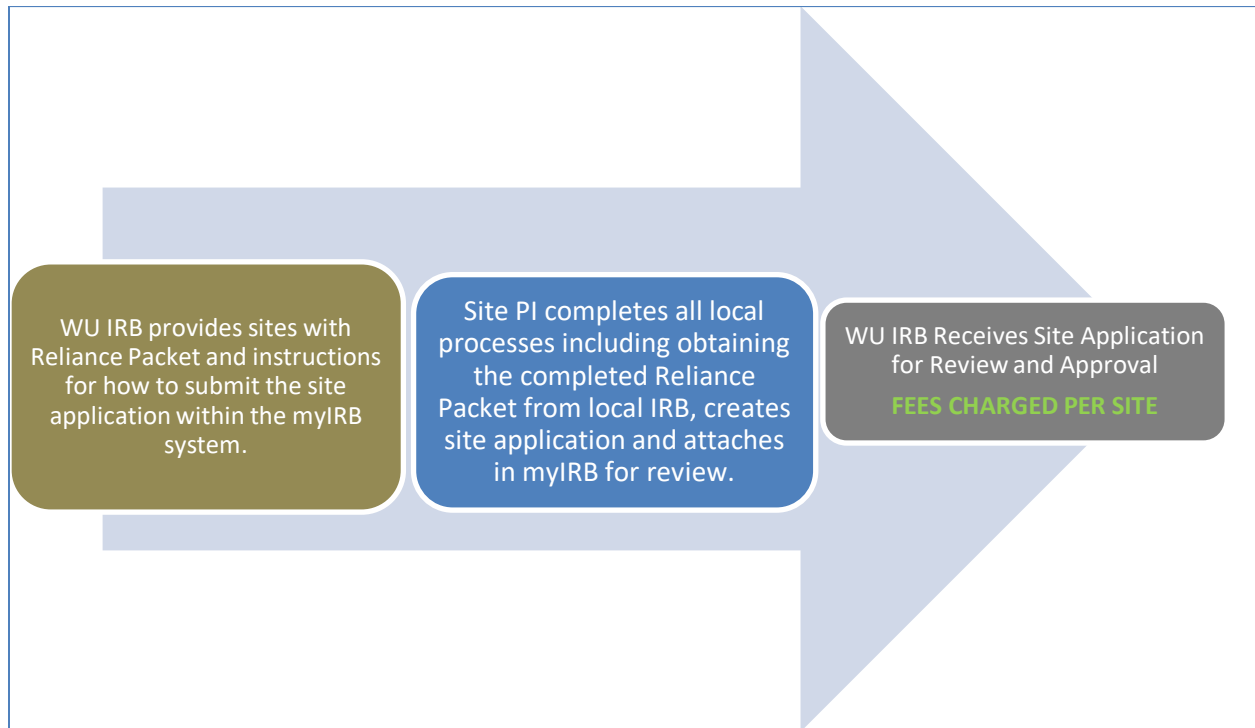 WU IRB provides sites with
Reliance Packet and instructions
for how to submit the site
application within the myIRB
system.
Site PI completes all local
processes including obtaining
the completed Reliance
Packet from local IRB, creates
site application and attaches
in myIRB for review.
WU IRB Receives Site Application
for Review and Approval
FEES CHARGED PER SITE